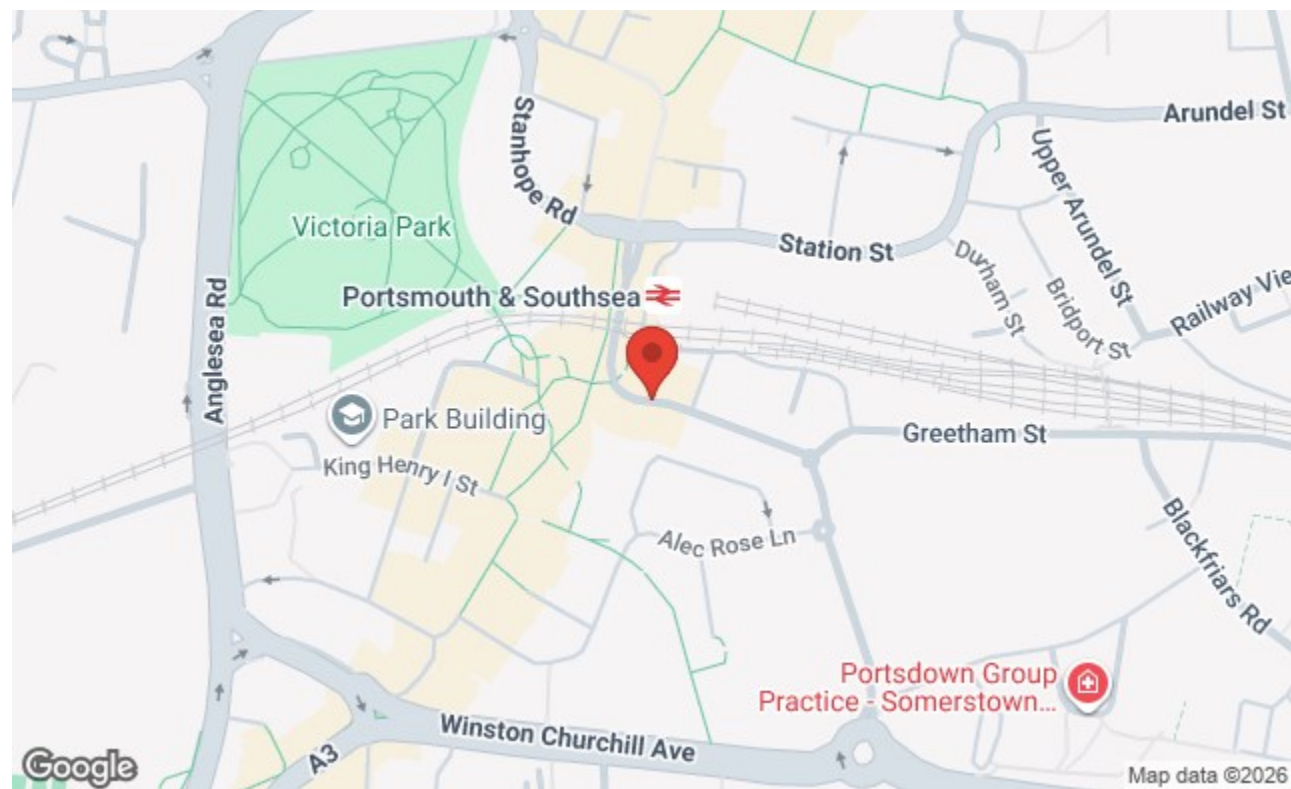 Arundel St
Stanhope Rd
Upper Arundel St
Victoria Park
Station St
Durham St
Bridport St
Railway Vie
Portsmouth & Southsea
Anglesea Rd
Park Building
Greetham St
King Henry I St
Alec Rose Ln
Blackfriars Rd
Portsdown Group
Practice - Somerstown...
Winston Churchill Ave
A3
Google
Map data ©2026